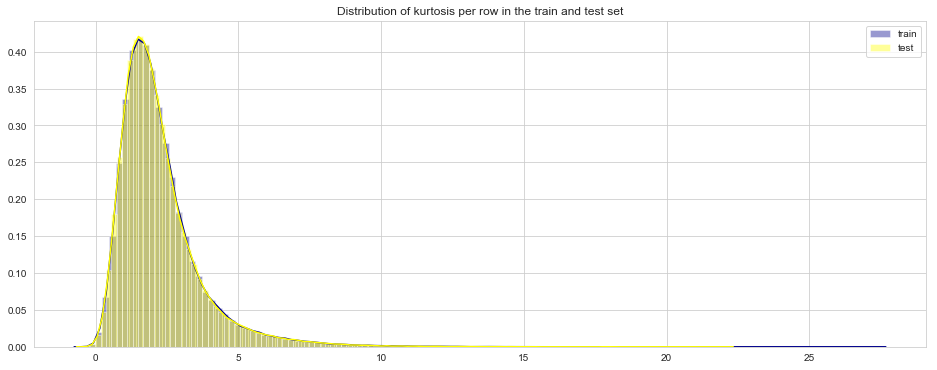 Distribution of kurtosis per row in the train and test set
train
test
0.40
0.35
0.30
0.25
0.20
0.15
0.10
0.05
0.00
0 5 10 15 20 25